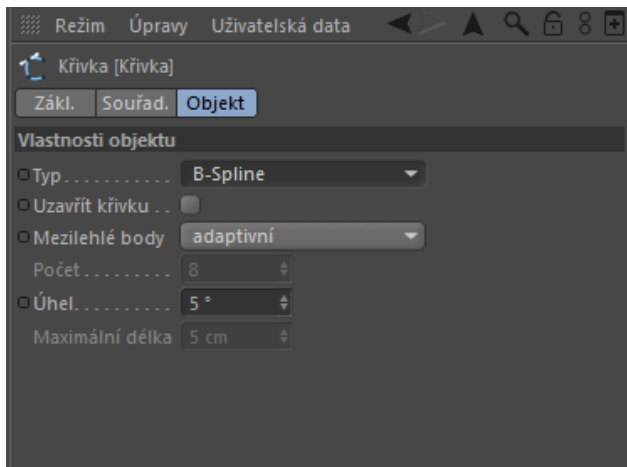 Režim Úpravy Uživatelská data
Křivka [Křivka]
Zákl. Souřad. Objekt
Vlastnosti objektu
Typ........... B-Spline
Uzavřít křivku . .
Mezilehlé body adaptivní
Počet......... 8
Úhel.......... 5 °
Maximální délka 5 cm